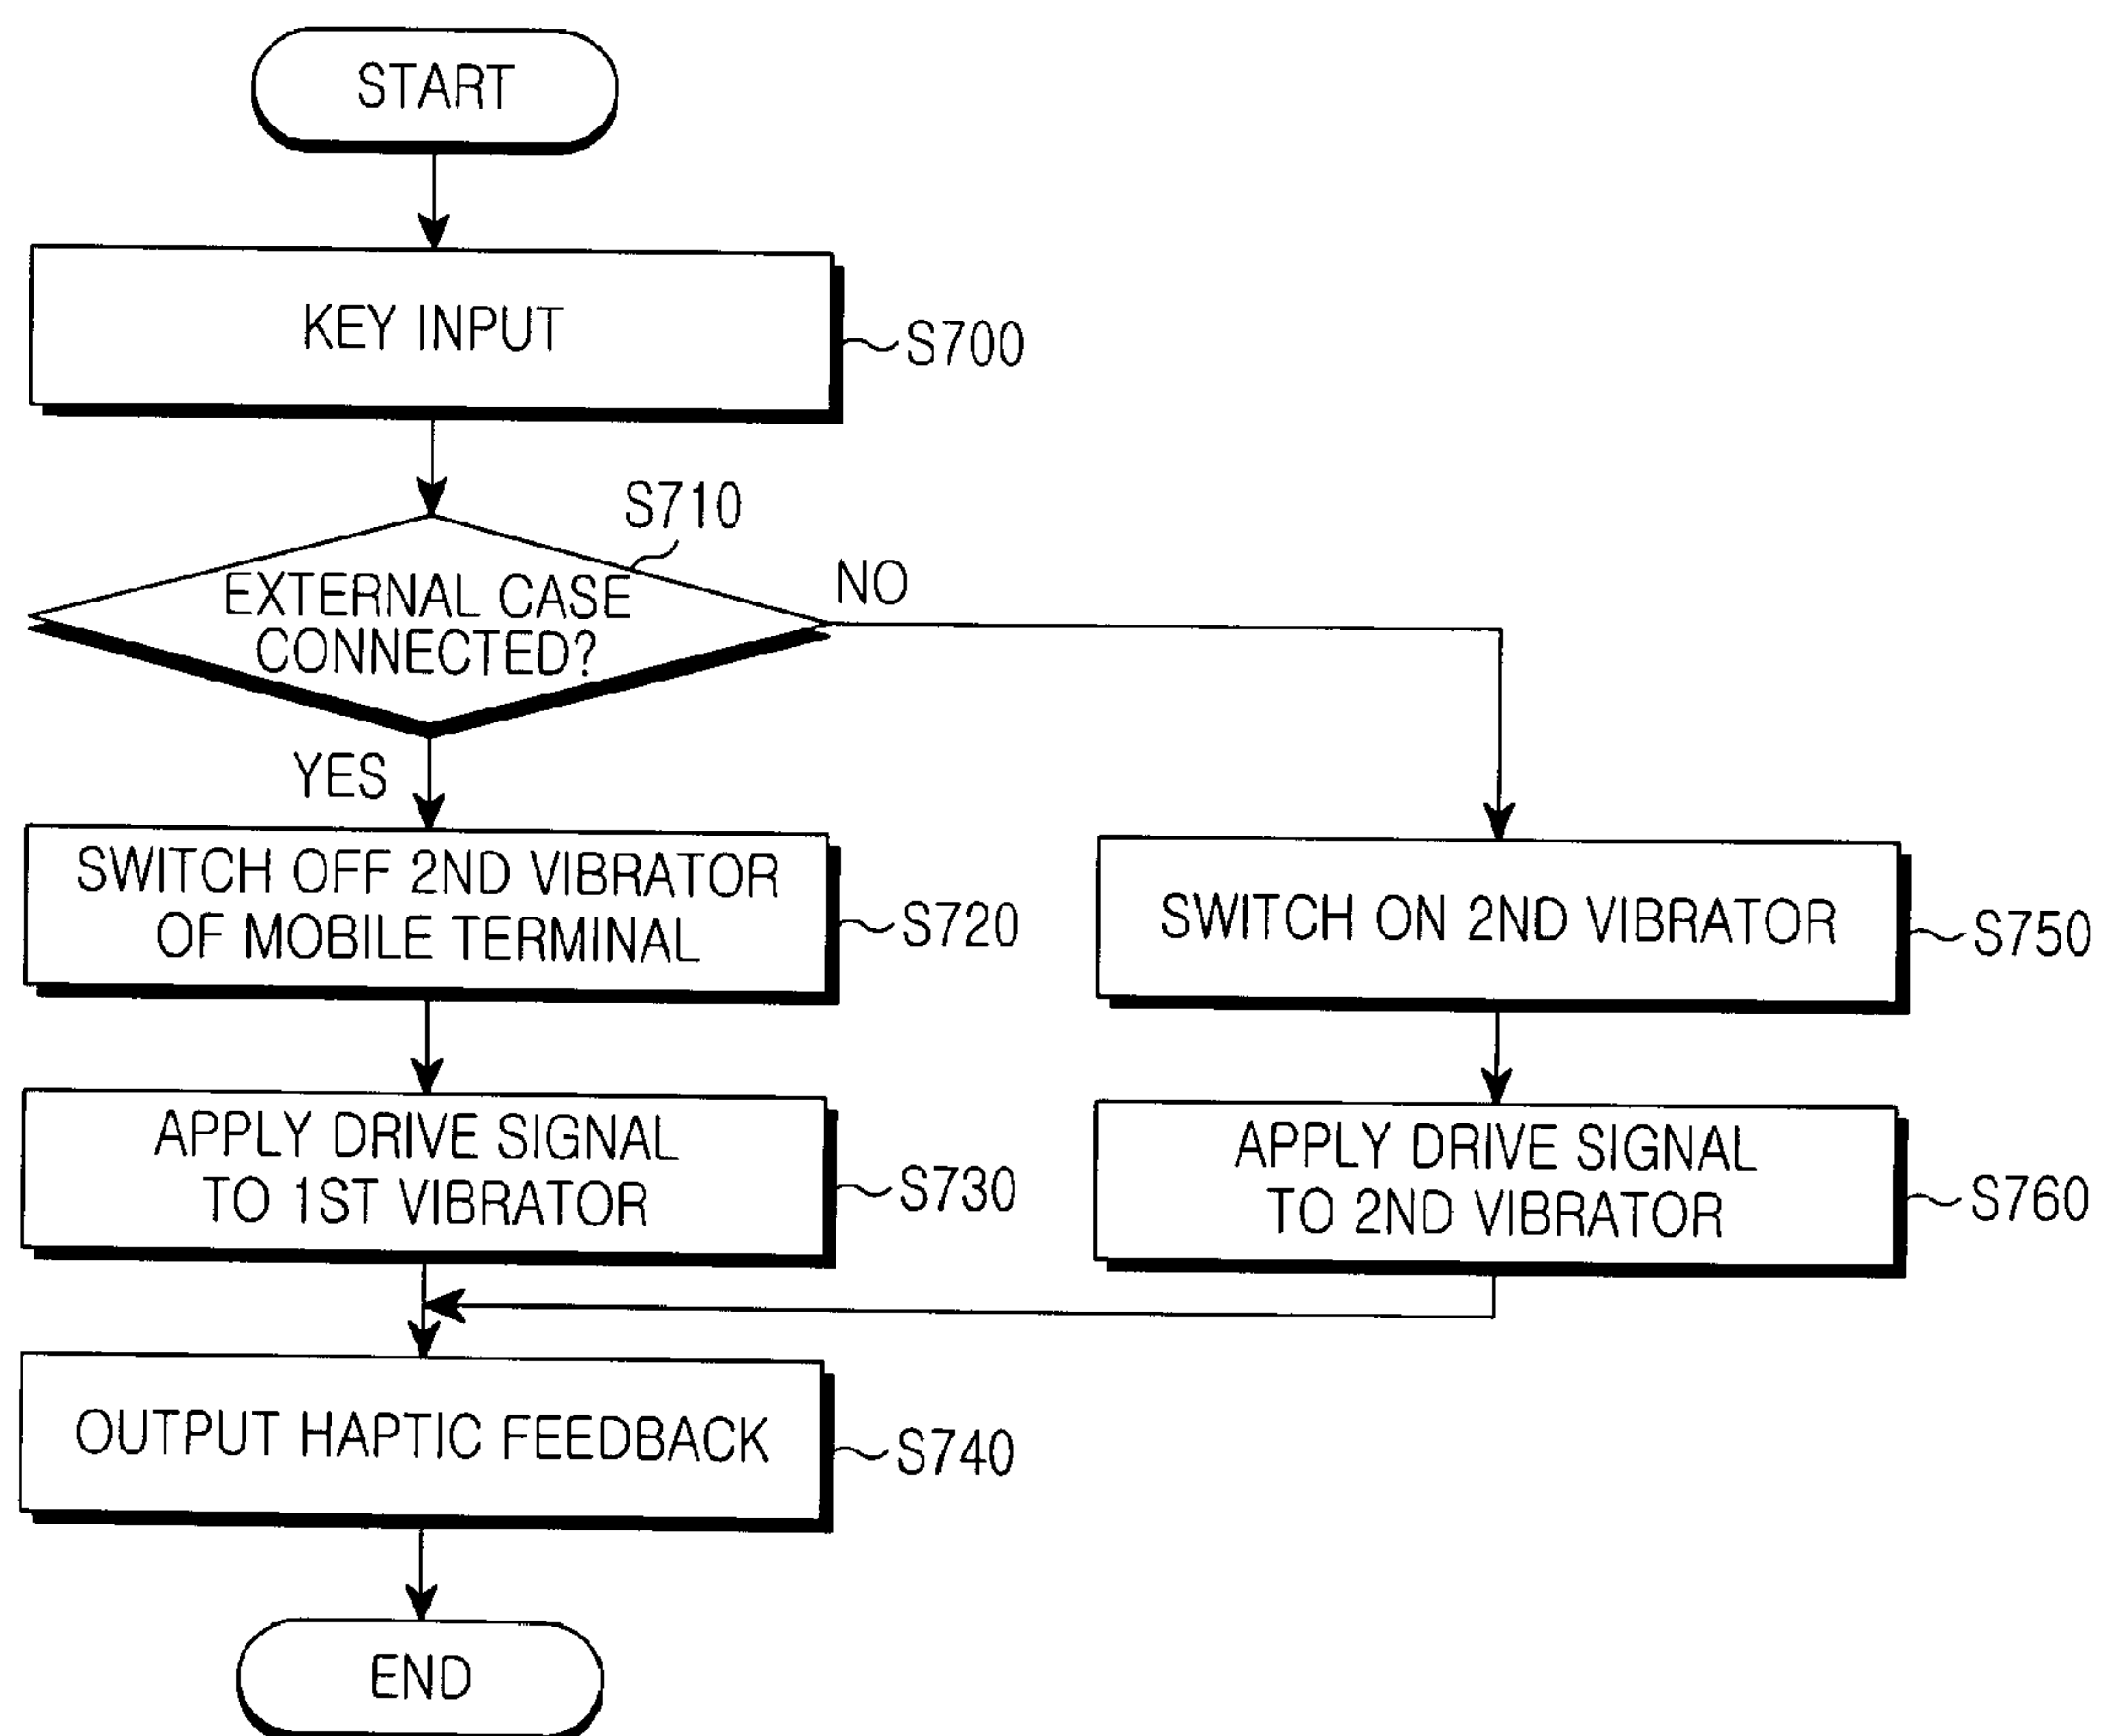 START
KEY INPUT
S700
S710
EXTERNAL CASE
CONNECTED?
NO
YES
SWITCH OFF 2ND VIBRATOR
OF MOBILE TERMINAL
S720
SWITCH ON 2ND VIBRATOR
S750
APPLY DRIVE SIGNAL
TO 1ST VIBRATOR
S730
APPLY DRIVE SIGNAL
TO 2ND VIBRATOR
S760
OUTPUT HAPTIC FEEDBACK
S740
END